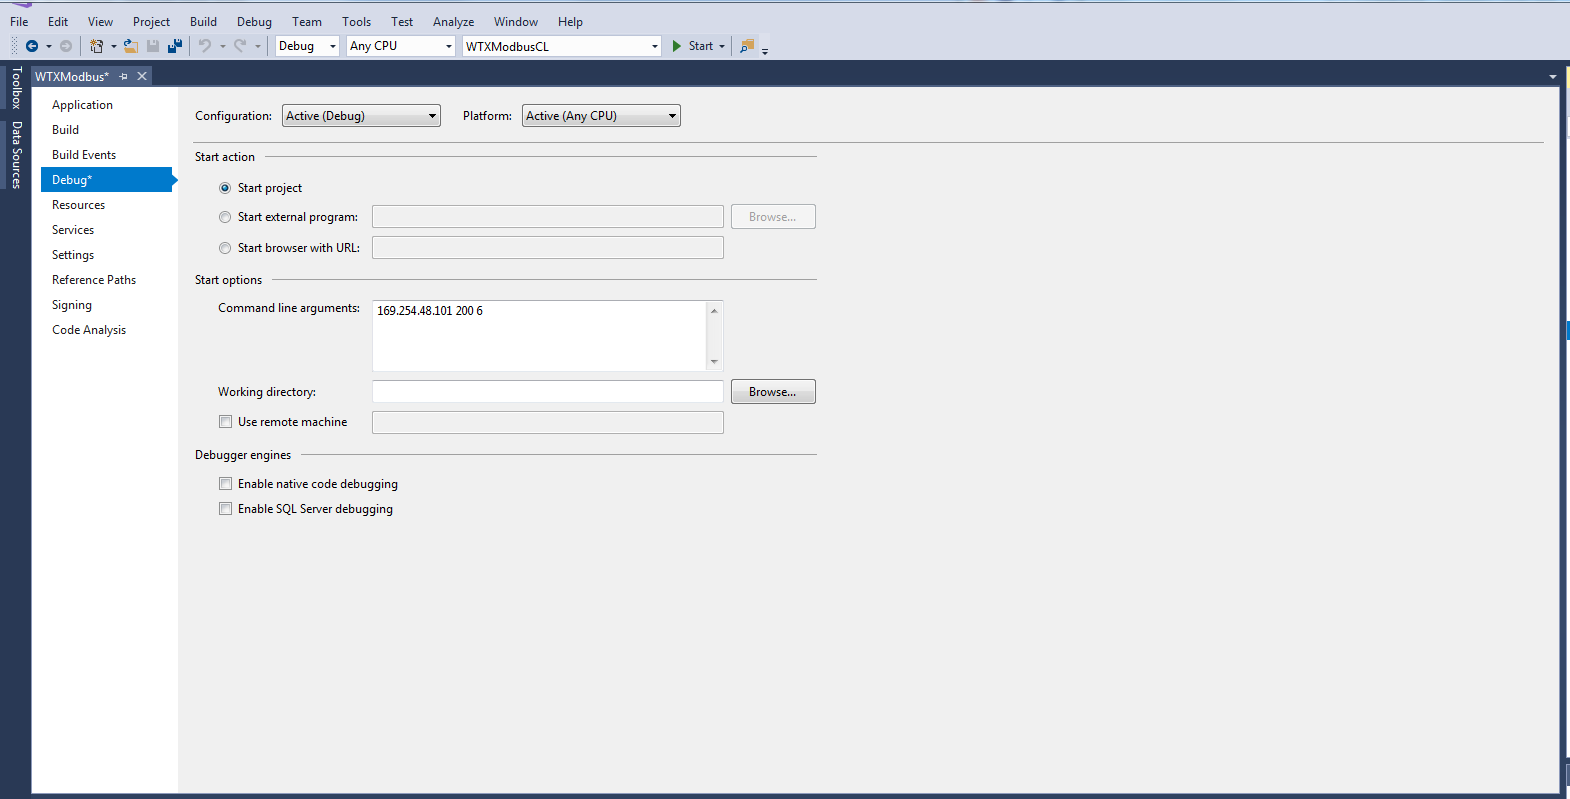 File Edit View Project Build Debug Team Tools Test Analyze Window Help
Debug Any CPU WTXModbusCL Start
Toolbox
Data Sources
WTXModbus*
Application
Build
Build Events
Debug*
Resources
Services
Settings
Reference Paths
Signing
Code Analysis
Configuration: Active (Debug) Platform: Active (Any CPU)
Start action
Start project
Start external program: Browse...
Start browser with URL:
Start options
Command line arguments: 169.254.48.101 200 6
Working directory: Browse...
Use remote machine
Debugger engines
Enable native code debugging
Enable SQL Server debugging